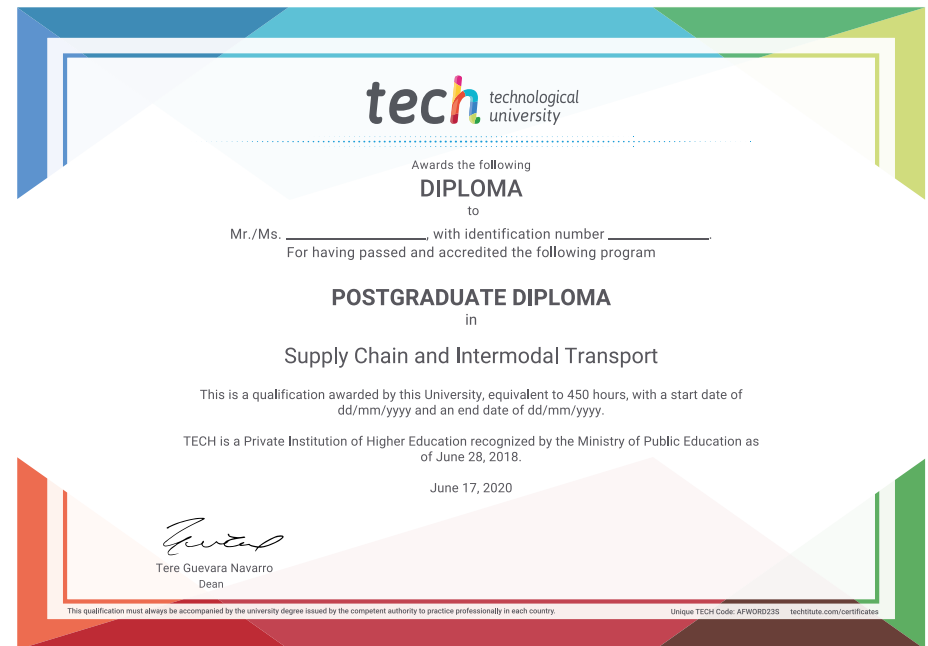 tech technological
university
Awards the following
DIPLOMA
to
Mr./Ms. ____________________, with identification number ______________.
For having passed and accredited the following program
POSTGRADUATE DIPLOMA
in
Supply Chain and Intermodal Transport
This is a qualification awarded by this University, equivalent to 450 hours, with a start date of
dd/mm/yyyy and an end date of dd/mm/yyyy.
TECH is a Private Institution of Higher Education recognized by the Ministry of Public Education as
of June 28, 2018.
June 17, 2020
Tere Guevara Navarro
Dean
This qualification must always be accompanied by the university degree issued by the competent authority to practice professionally in each country.
Unique TECH Code: AFWORD23S techtitute.com/certificates